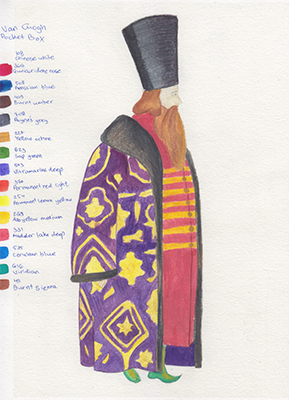 Van Gogh
Pocket Box
108
Chinese white
366
Quinacridone rose
508
Prussian blue
409
Burnt umber
708
Payne's grey
227
Yellow ochre
623
Sap green
506
Ultramarine deep
370
Permanent red light
254
Permanent lemon yellow
269
Azo yellow medium
331
Madder lake deep
535
Cerulean blue
616
Viridian
411
Burnt Sienna